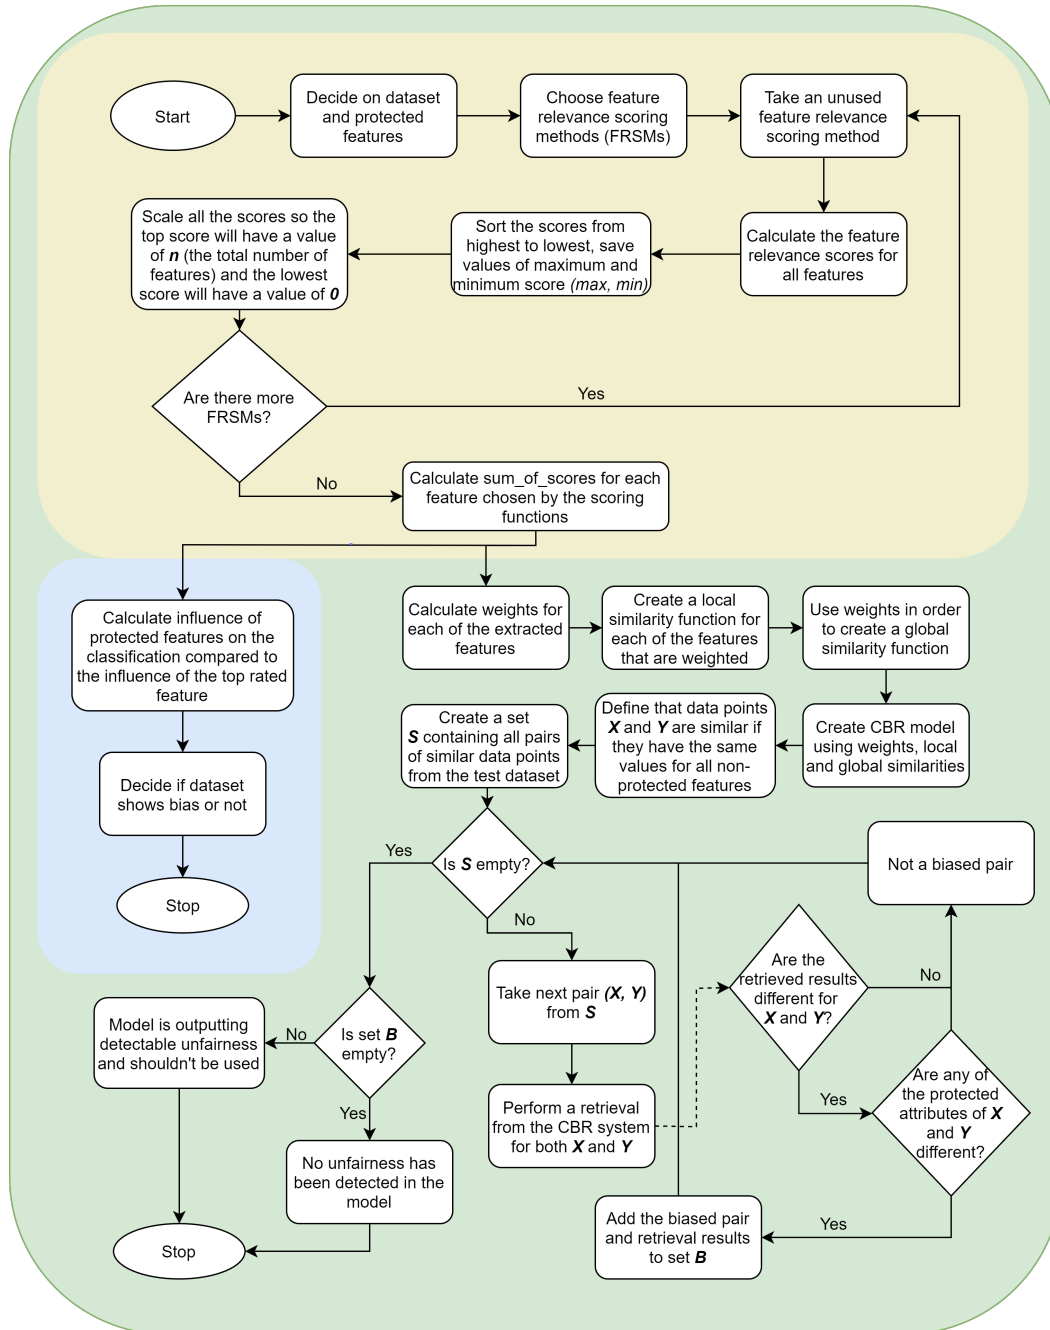 Start
Decide on dataset
and protected
features
Choose feature
relevance scoring
methods (FRSMs)
Take an unused
feature relevance
scoring method
Scale all the scores so the
top score will have a value
of n (the total number of
features) and the lowest
score will have a value of 0
Sort the scores from
highest to lowest, save
values of maximum and
minimum score (max, min)
Calculate the feature
relevance scores for
all features
Are there more
FRSMs?
Yes
No
Calculate sum_of_scores for each
feature chosen by the scoring
functions
Calculate influence of
protected features on the
classification compared to
the influence of the top rated
feature
Decide if dataset
shows bias or not
Stop
Calculate weights for
each of the extracted
features
Create a local
similarity function for
each of the features
that are weighted
Use weights in order
to create a global
similarity function
Create a set
S containing all pairs
of similar data points
from the test dataset
Define that data points
X and Y are similar if
they have the same
values for all non-
protected features
Create CBR model
using weights, local
and global similarities
Yes
Is S empty?
No
Not a biased pair
Take next pair (X, Y)
from S
Are the
retrieved results
different for
X and Y?
No
Yes
Model is outputting
detectable unfairness
and shouldn't be used
No
Is set B
empty?
Yes
Perform a retrieval
from the CBR system
for both X and Y
Are any of
the protected
attributes of X
and Y
different?
No unfairness has
been detected in the
model
Stop
Add the biased pair
and retrieval results
to set B
Yes